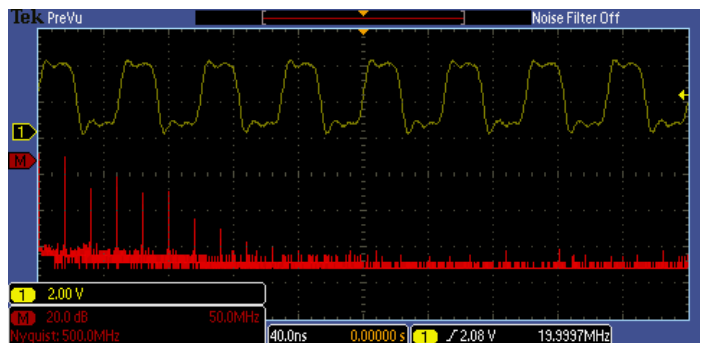 Tek PreVu
Noise Filter Off
1
M
1 2.00 V
M 20.0 dB 50.0MHz
Nyquist: 500.0MHz
40.0ns 0.00000 s
1 2.08 V 19.9997MHz